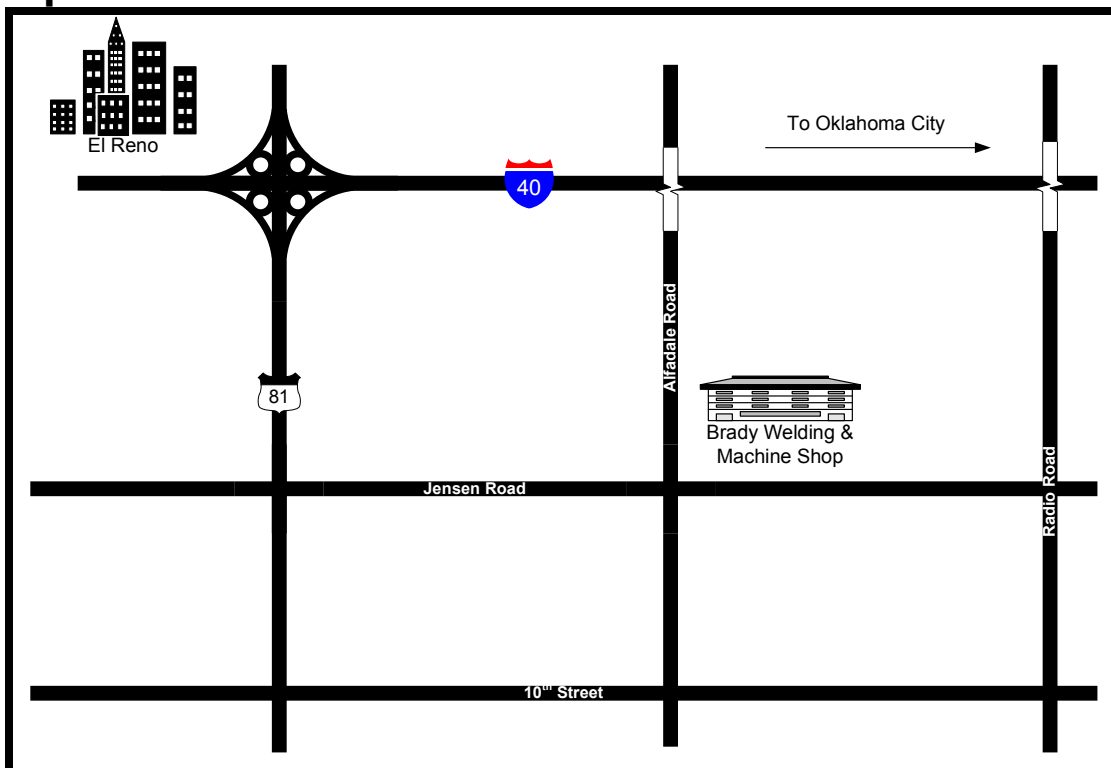 El Reno
To Oklahoma City
40
Alfadale Road
81
Brady Welding &
Machine Shop
Jensen Road
Radio Road
10th Street